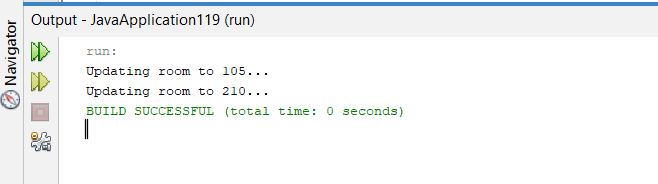 Output - JavaApplication119 (run)
Navigator
run:
Updating room to 105...
Updating room to 210...
BUILD SUCCESSFUL (total time: 0 seconds)